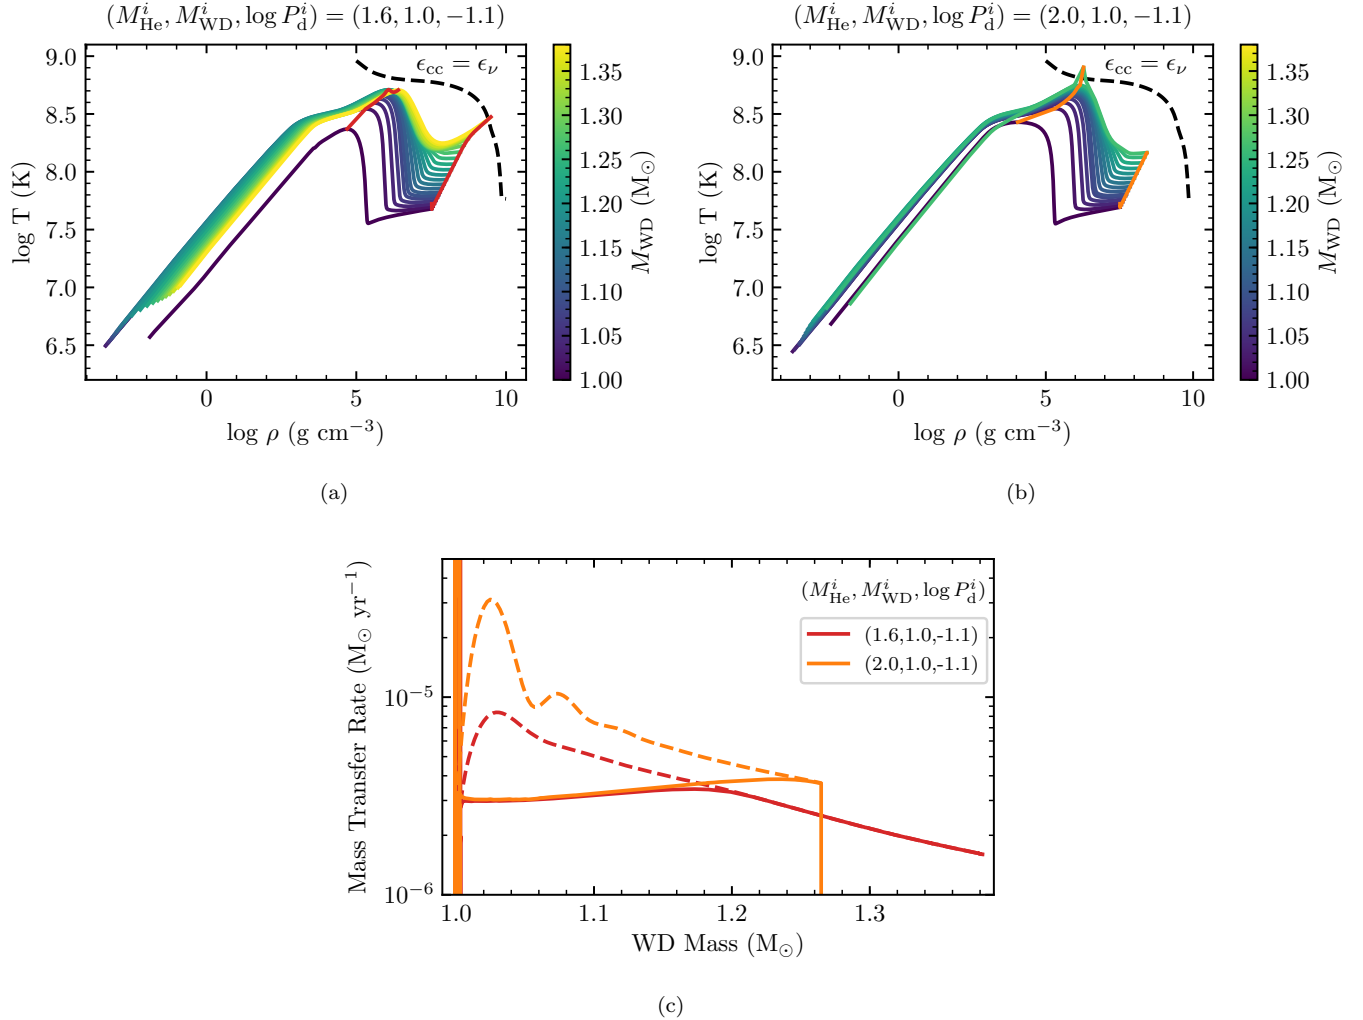 (M^i_He, M^i_WD, log P^i_d) = (1.6, 1.0, −1.1)
9.0
8.5
8.0
7.5
7.0
6.5
log T (K)
0
5
10
log ρ (g cm⁻³)
ϵ_cc = ϵ_ν
1.35
1.30
1.25
1.20
1.15
1.10
1.05
1.00
M_WD (M_⊙)
(a)
(M^i_He, M^i_WD, log P^i_d) = (2.0, 1.0, −1.1)
9.0
8.5
8.0
7.5
7.0
6.5
log T (K)
0
5
10
log ρ (g cm⁻³)
ϵ_cc = ϵ_ν
1.35
1.30
1.25
1.20
1.15
1.10
1.05
1.00
M_WD (M_⊙)
(b)
Mass Transfer Rate (M_⊙ yr⁻¹)
10⁻⁵
10⁻⁶
(M^i_He, M^i_WD, log P^i_d)
(1.6,1.0,-1.1)
(2.0,1.0,-1.1)
1.0
1.1
1.2
1.3
WD Mass (M_⊙)
(c)